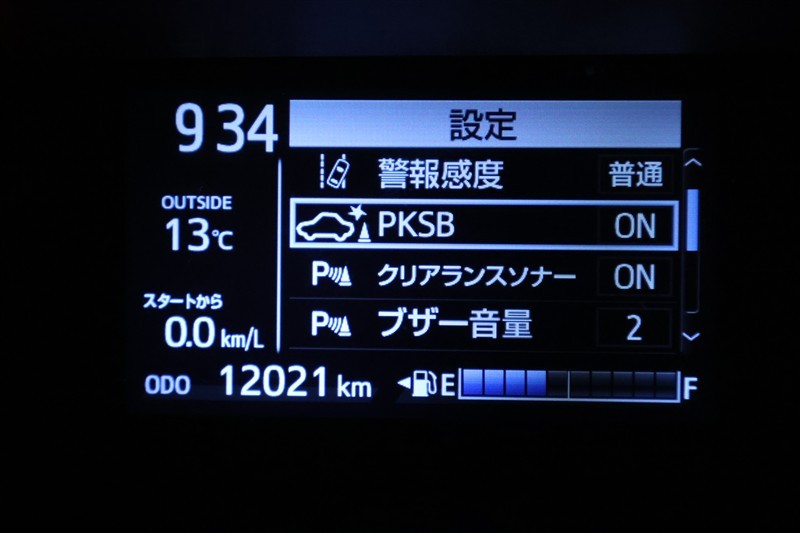 9 34
設定
警報感度 普通
OUTSIDE
13℃
PKSB ON
P クリアランスソナー ON
スタートから
0.0 km/L
P ブザー音量 2
ODO 12021 km
E F